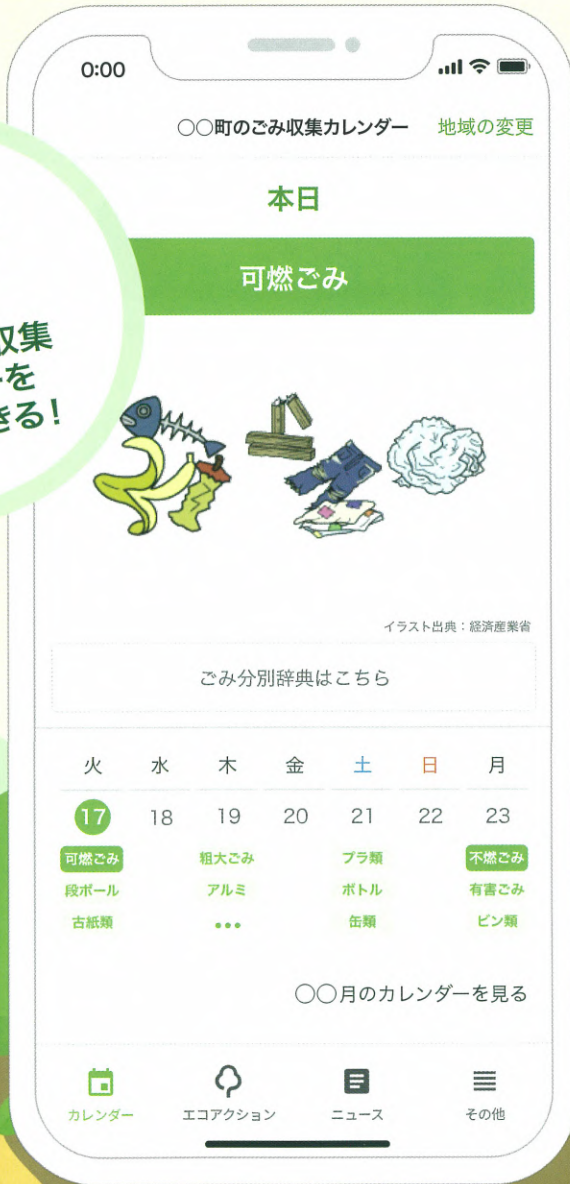 0:00
○○町のごみ収集カレンダー 地域の変更
本日
可燃ごみ
収集
を
きる!
イラスト出典：経済産業省
ごみ分別辞典はこちら
火 水 木 金 土 日 月
17 18 19 20 21 22 23
可燃ごみ 粗大ごみ プラ類 不燃ごみ
段ボール アルミ ボトル 有害ごみ
古紙類 ••• 缶類 ビン類
○○月のカレンダーを見る
カレンダー エコアクション ニュース その他